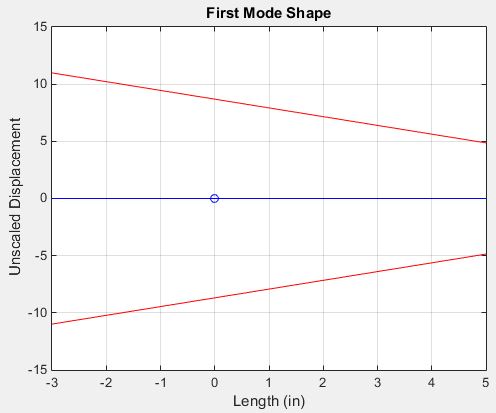 First Mode Shape
Unscaled Displacement
15
10
5
0
-5
-10
-15
-3 -2 -1 0 1 2 3 4 5
Length (in)